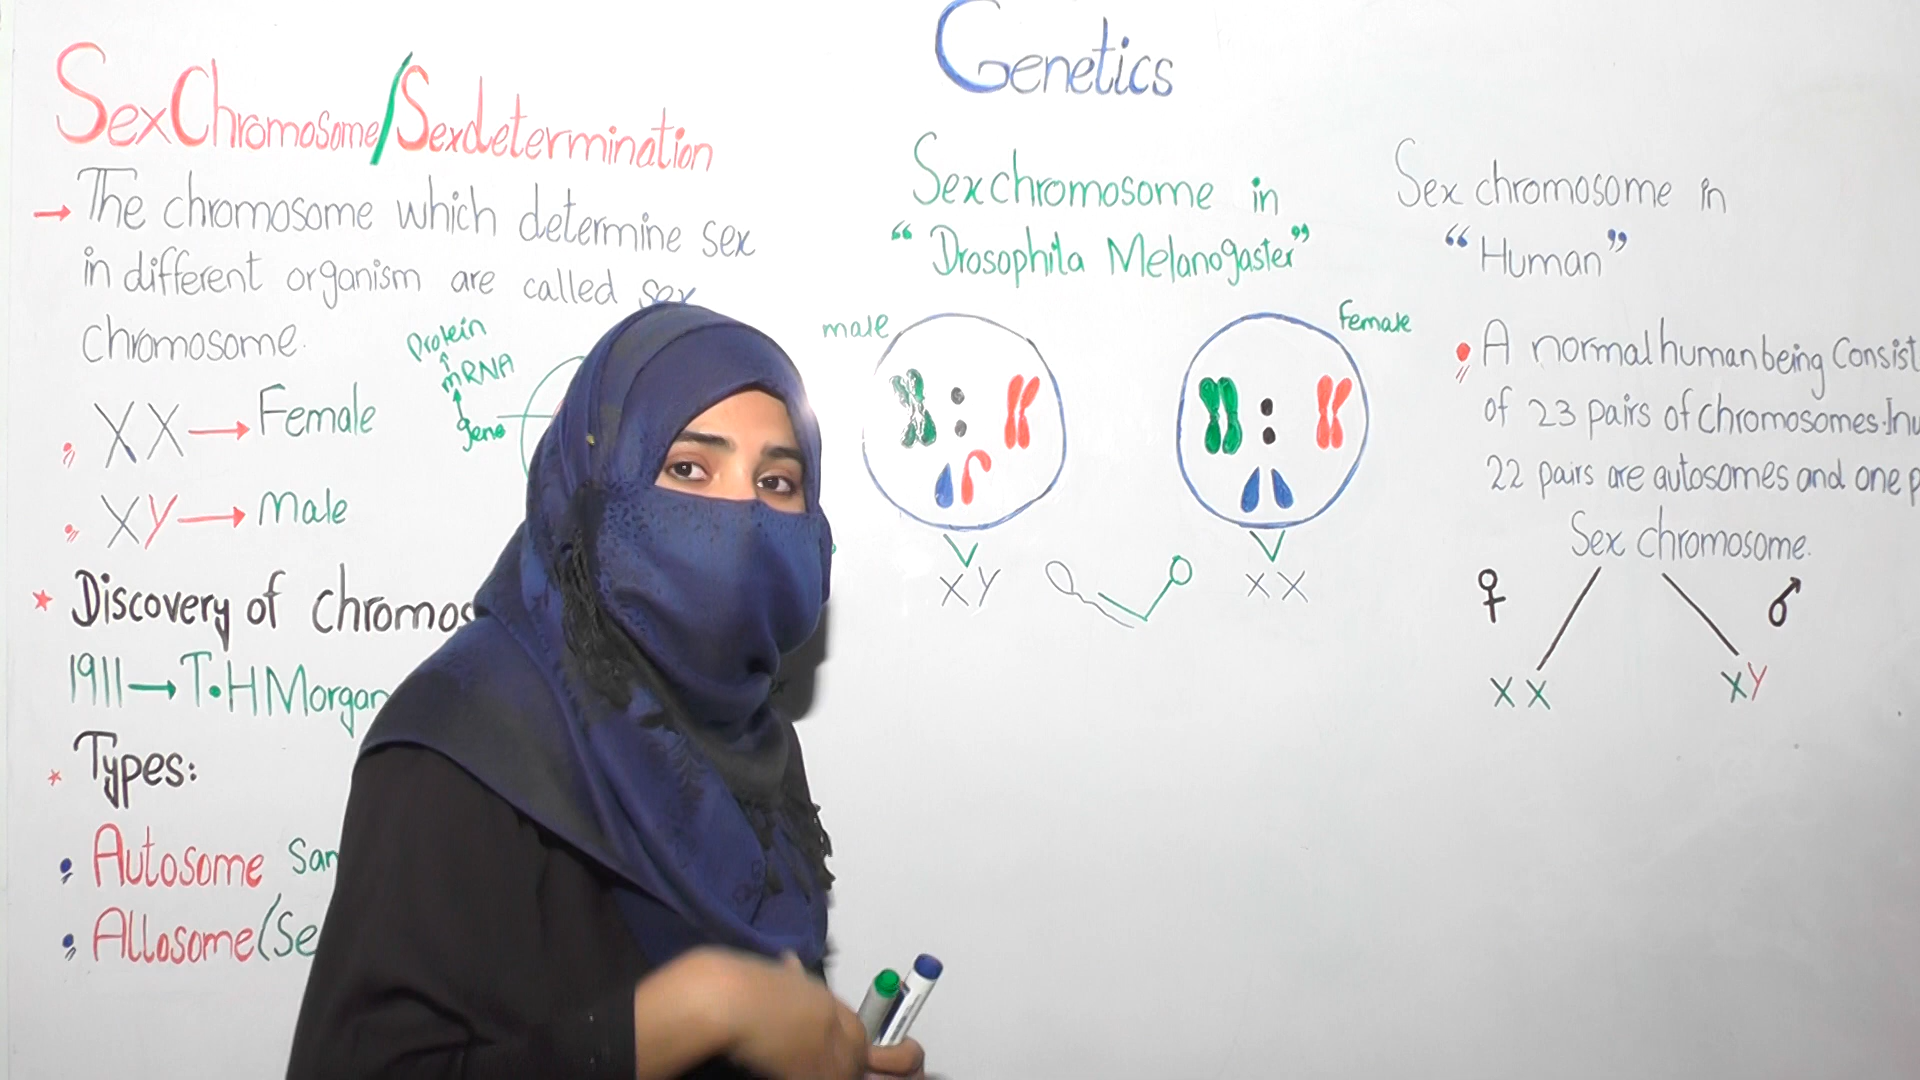 Genetics
Sex Chromosome/Sex determination
→ The chromosome which determine sex
in different organism are called sex
chromosome.
XX → Female
XY → Male
Protein
↑
mRNA
↑
gene
* Discovery of chromos
1911 → T.H Morgan
* Types:
Autosome San
Allosome (Se
Sex chromosome in
“Drosophila Melanogaster”
male
Female
XY
XX
Sex chromosome in
“Human”
A normal human being Consist
of 23 pairs of chromosomes. In
22 pairs are autosomes and one p
Sex chromosome.
♀ ♂
XX
XY